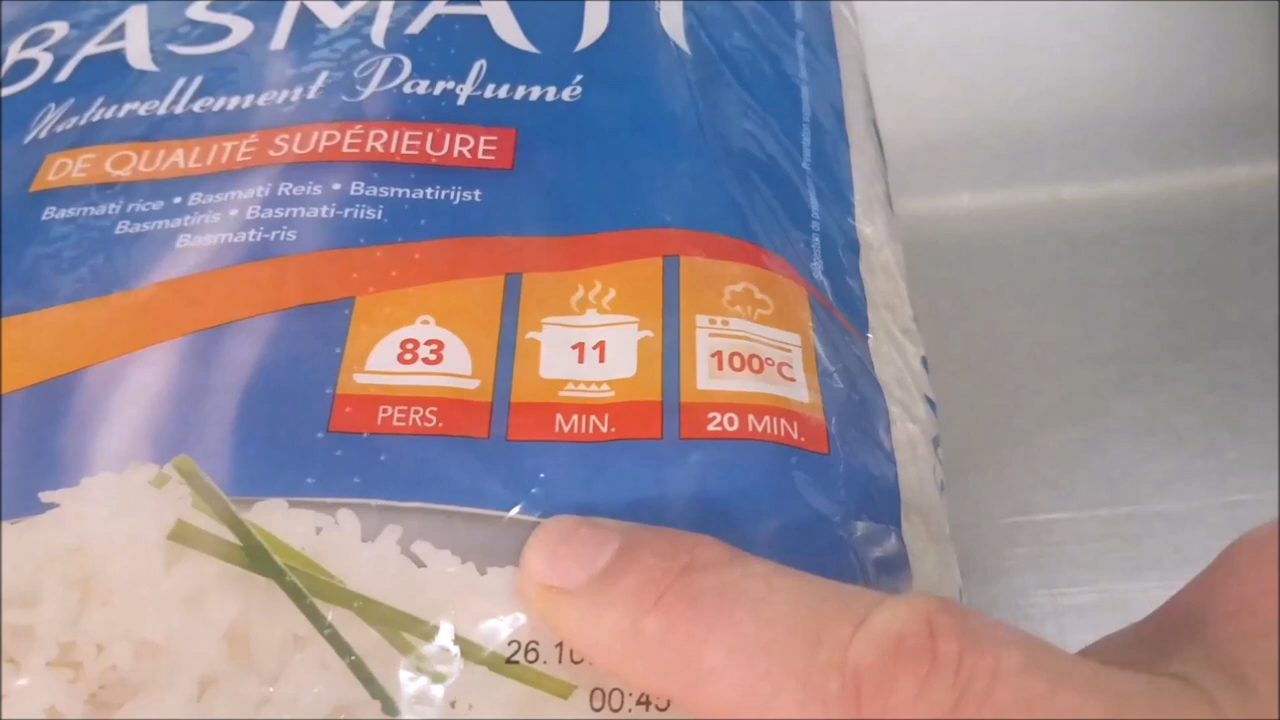 BASMATI
Naturellement Parfumé
DE QUALITÉ SUPÉRIEURE
Basmati rice • Basmati Reis • Basmatirijst
Basmatiris • Basmati-riisi
Basmati-ris
83
PERS.
11
MIN.
100°C
20 MIN.
26.10.
00:45